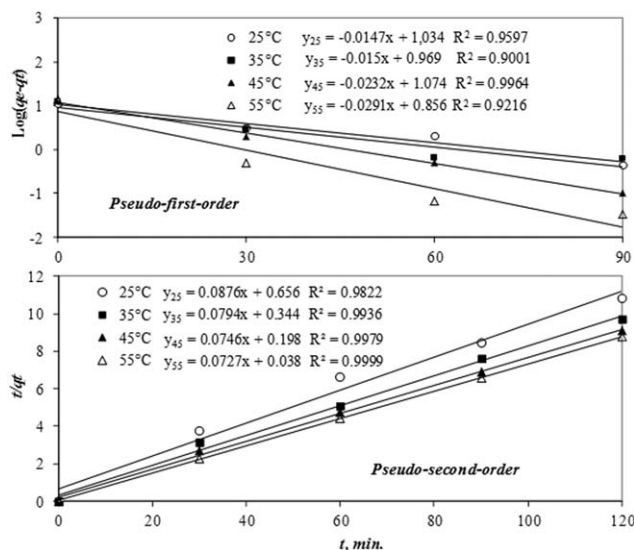 25°C y25 = -0.0147x + 1,034 R² = 0.9597
35°C y35 = -0.015x + 0.969 R² = 0.9001
45°C y45 = -0.0232x + 1.074 R² = 0.9964
55°C y55 = -0.0291x + 0.856 R² = 0.9216
Log(qe-qt)
3
2
1
0
-1
-2
Pseudo-first-order
0 30 60 90
25°C y25 = 0.0876x + 0.656 R² = 0.9822
35°C y35 = 0.0794x + 0.344 R² = 0.9936
45°C y45 = 0.0746x + 0.198 R² = 0.9979
55°C y55 = 0.0727x + 0.038 R² = 0.9999
t/qt
12
10
8
6
4
2
0
Pseudo-second-order
0 20 40 60 80 100 120
t, min.